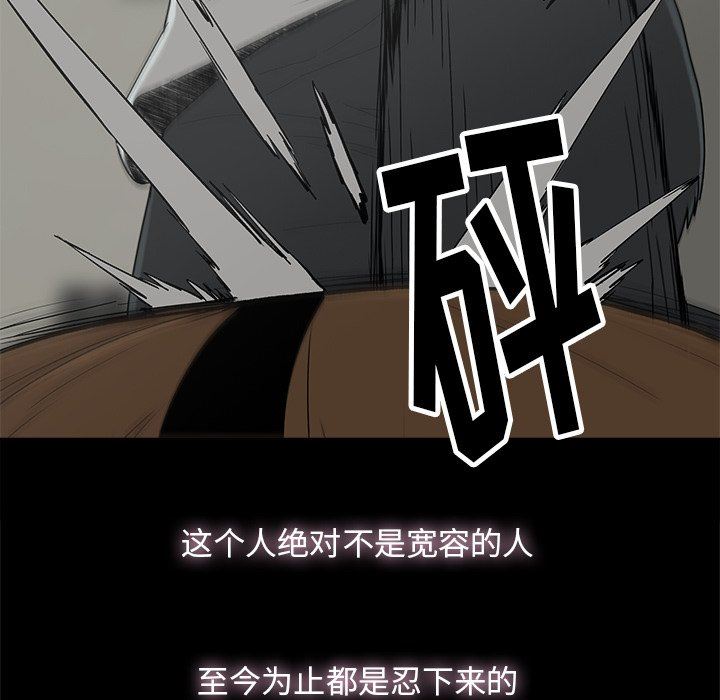 砰
这个人绝对不是宽容的人
至今为止都是忍下来的